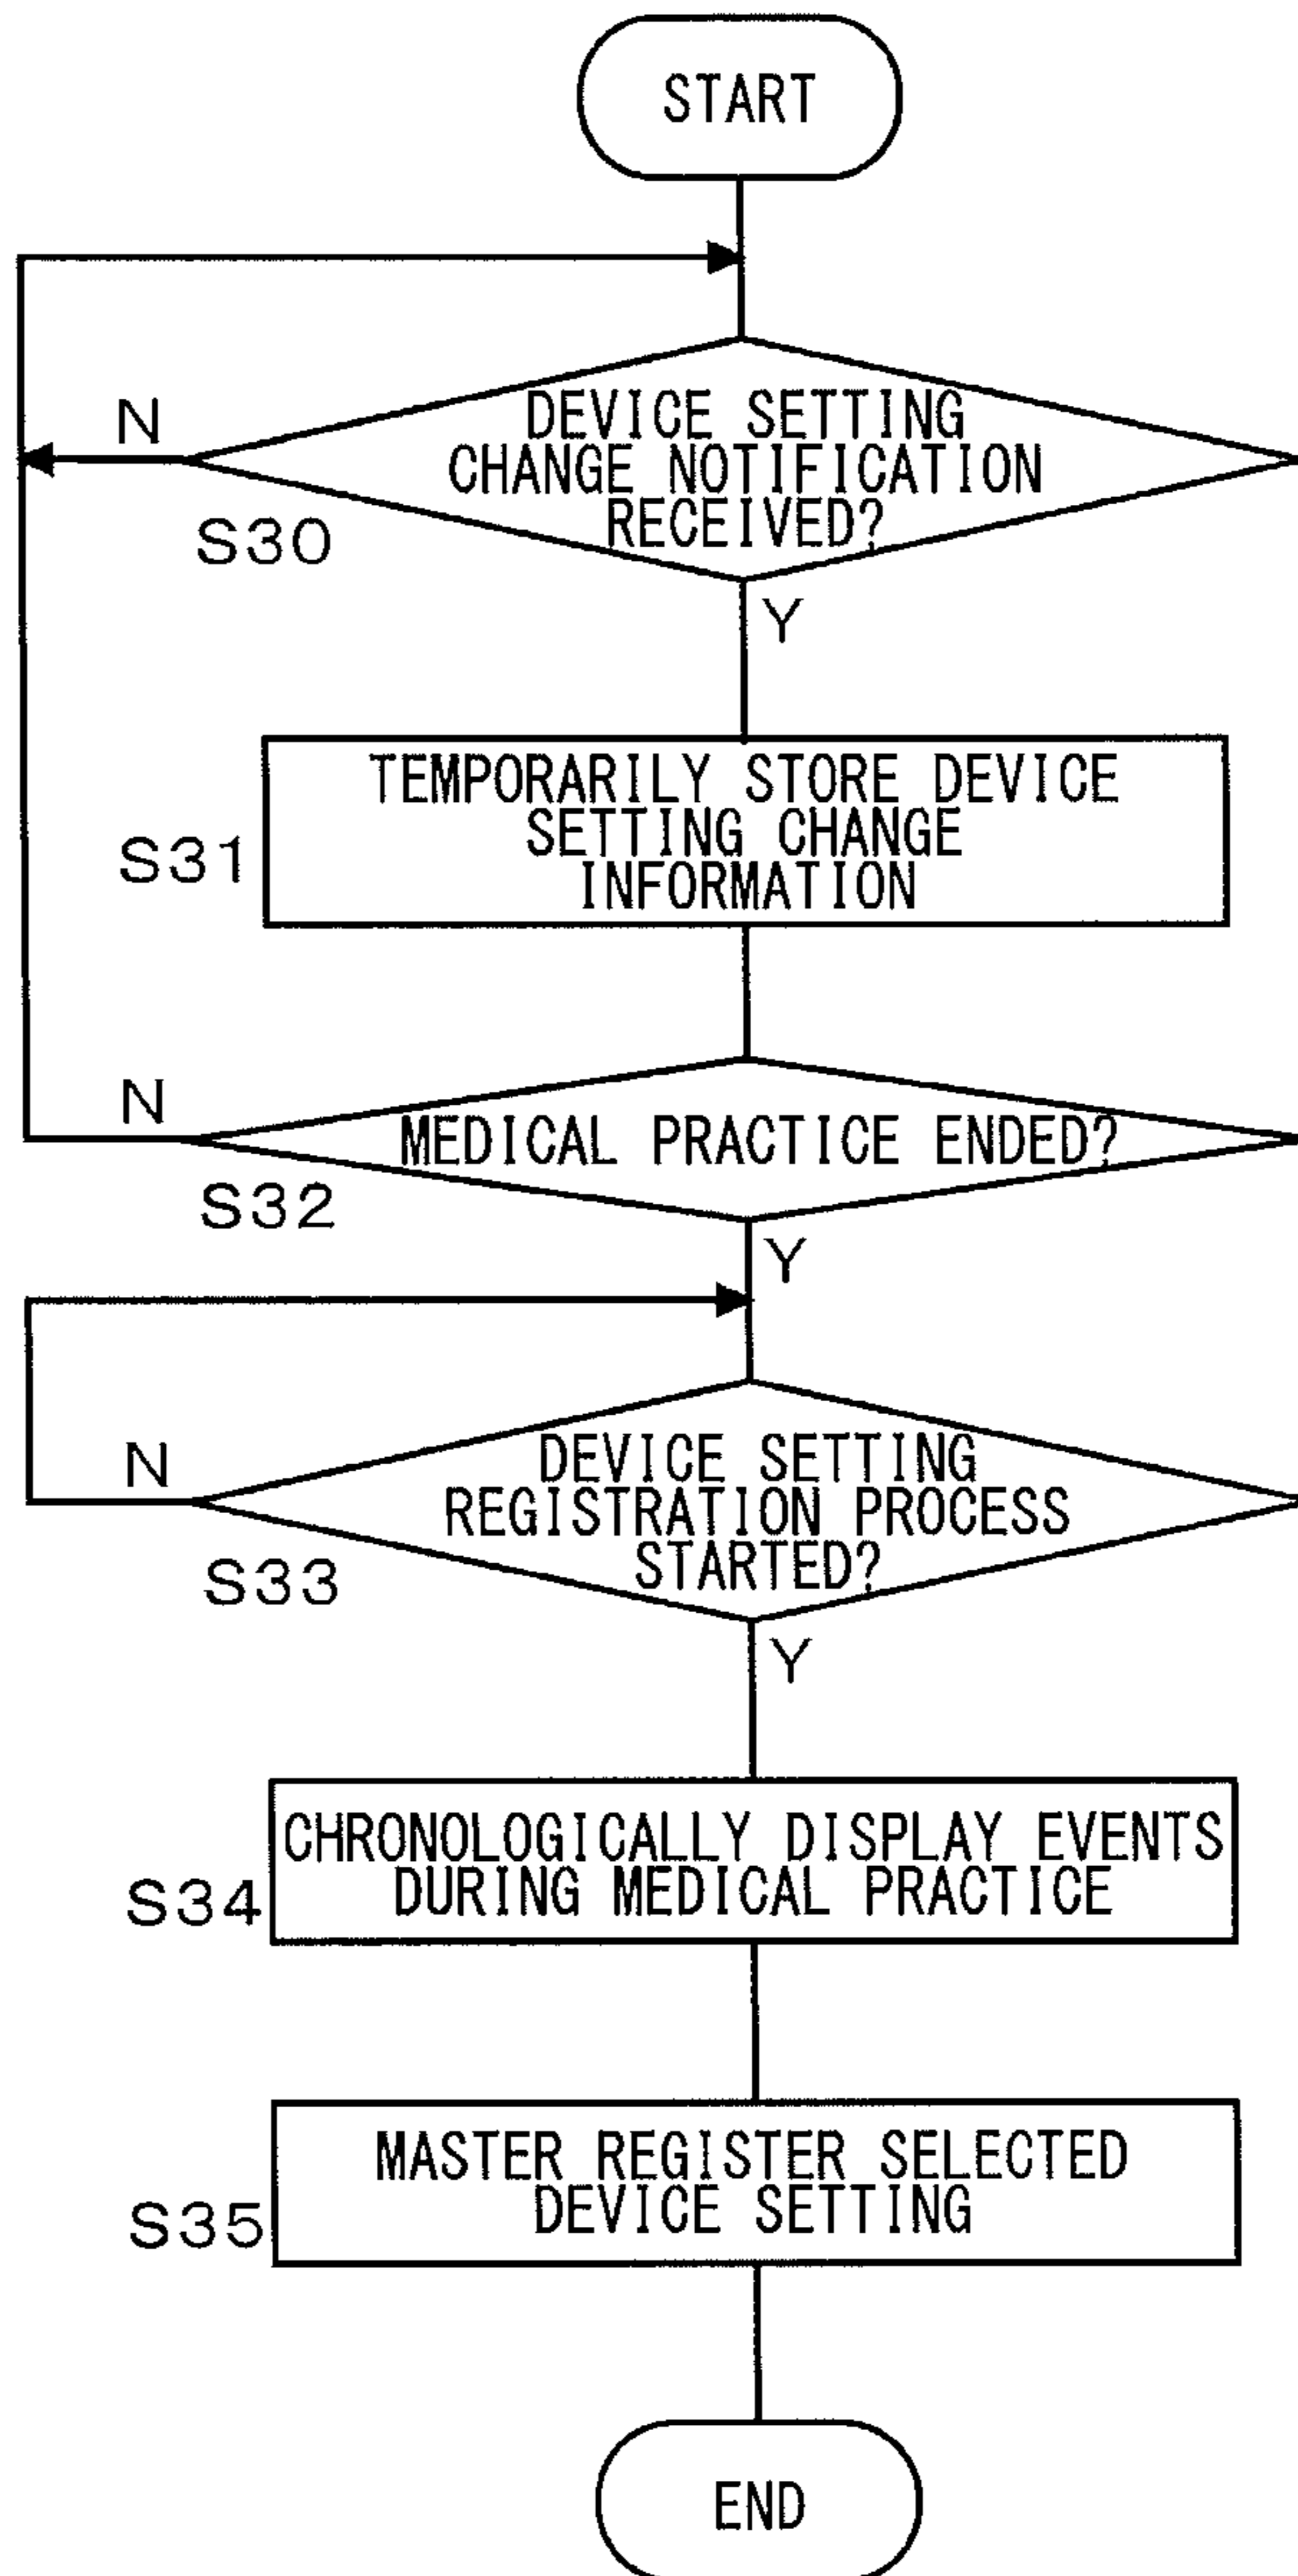 START
DEVICE SETTING
CHANGE NOTIFICATION
RECEIVED?
N
S30
Y
TEMPORARILY STORE DEVICE
SETTING CHANGE
INFORMATION
S31
N
MEDICAL PRACTICE ENDED?
S32
Y
DEVICE SETTING
REGISTRATION PROCESS
STARTED?
N
S33
Y
CHRONOLOGICALLY DISPLAY EVENTS
DURING MEDICAL PRACTICE
S34
MASTER REGISTER SELECTED
DEVICE SETTING
S35
END